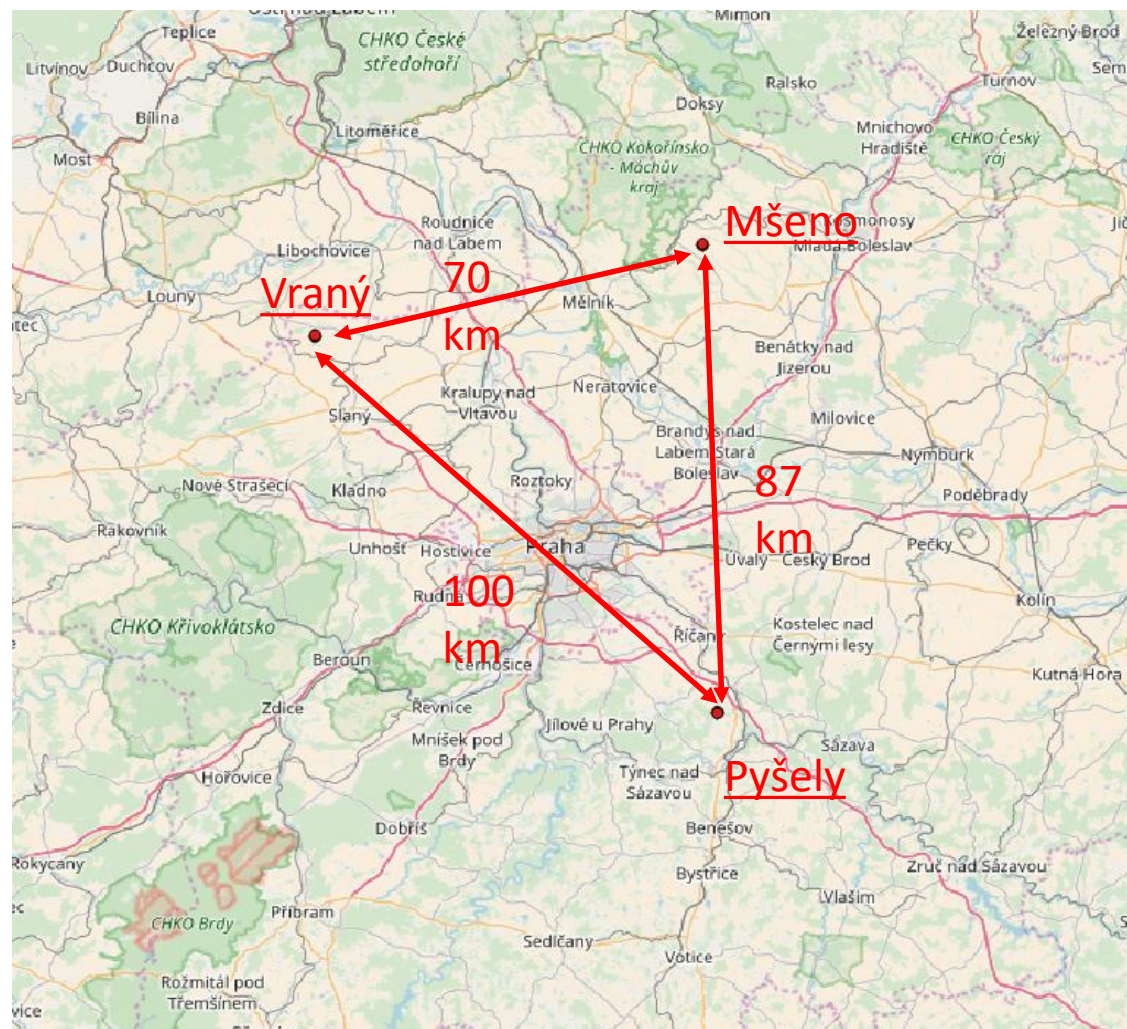 Mimoň
Teplice
CHKO České
středohoří
Železný Brod
Litvínov
Duchcov
Turnov
Ralsko
Bílina
Doksy
Litoměřice
Mnichovo
Hradiště
CHKO Český
ráj
Most
CHKO Kokořínsko
- Máchův
kraj
Roudnice
nad Labem
Mšeno
Kosmonosy
Mladá Boleslav
Libochovice
70
km
Louny
Vraný
Mělník
Benátky nad
Jizerou
Kralupy nad
Vltavou
Neratovice
Slaný
Milovice
Brandýs nad
Labem-Stará
Boleslav
Nymburk
Nové Strašecí
Kladno
Roztoky
87
km
Poděbrady
Rakovník
Unhošť
Hostivice
Praha
Úvaly
Český Brod
Pečky
Rudná
100
km
Kolín
CHKO Křivoklátsko
Říčany
Kostelec nad
Černými lesy
Beroun
Černošice
Kutná Hora
Zdice
Řevnice
Jílové u Prahy
Mníšek pod
Brdy
Sázava
Hořovice
Týnec nad
Sázavou
Pyšely
Dobříš
Benešov
Rokycany
Bystřice
Zruč nad Sázavou
Vlašim
CHKO Brdy
Příbram
Sedlčany
Votice
Rožmitál pod
Třemšínem